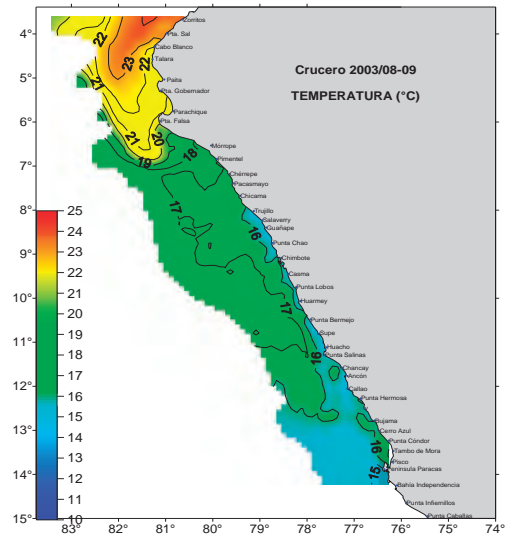 Crucero 2003/08-09
TEMPERATURA (°C)
4°
5°
6°
7°
8°
9°
10°
11°
12°
13°
14°
15°
83°
82°
81°
80°
79°
78°
77°
76°
75°
74°
25
24
23
22
21
20
19
18
17
16
15
14
13
12
11
10
Zorritos
Pta. Sal
Cabo Blanco
Talara
Paita
Pta. Gobernador
Parachique
Pta. Falsa
Mórrope
Pimentel
Chérrepe
Pacasmayo
Chicama
Trujillo
Salaverry
Guañape
Punta Chao
Chimbote
Casma
Punta Lobos
Huarmey
Punta Bermejo
Supe
Huacho
Punta Salinas
Chancay
Ancón
Callao
Punta Hermosa
Bujama
Cerro Azul
Punta Cóndor
Tambo de Mora
Pisco
Peninsula Paracas
Bahia Independencia
Punta Infiernillos
Punta Caballas
22
23
22
21
21
20
19
18
17
16
17
16
16
15